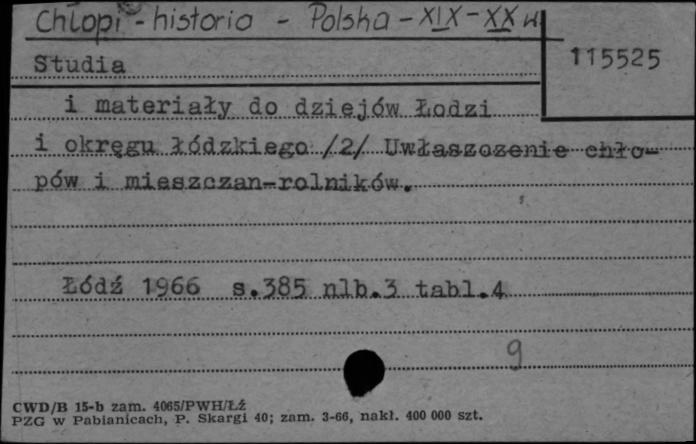 Chłopi - historia - Polska - XIX - XX w.
115525
Studia
i materiały do dziejów Łodzi
i okręgu łódzkiego /2/ Uwłaszczenie chło-
pów i mieszczan-rolników.
Łódź 1966 s.385 nlb.3 tabl.4
9
CWD/B 15-b zam. 4065/PWH/Łź
PZG w Pabianicach, P. Skargi 40; zam. 3-66, nakł. 400 000 szt.